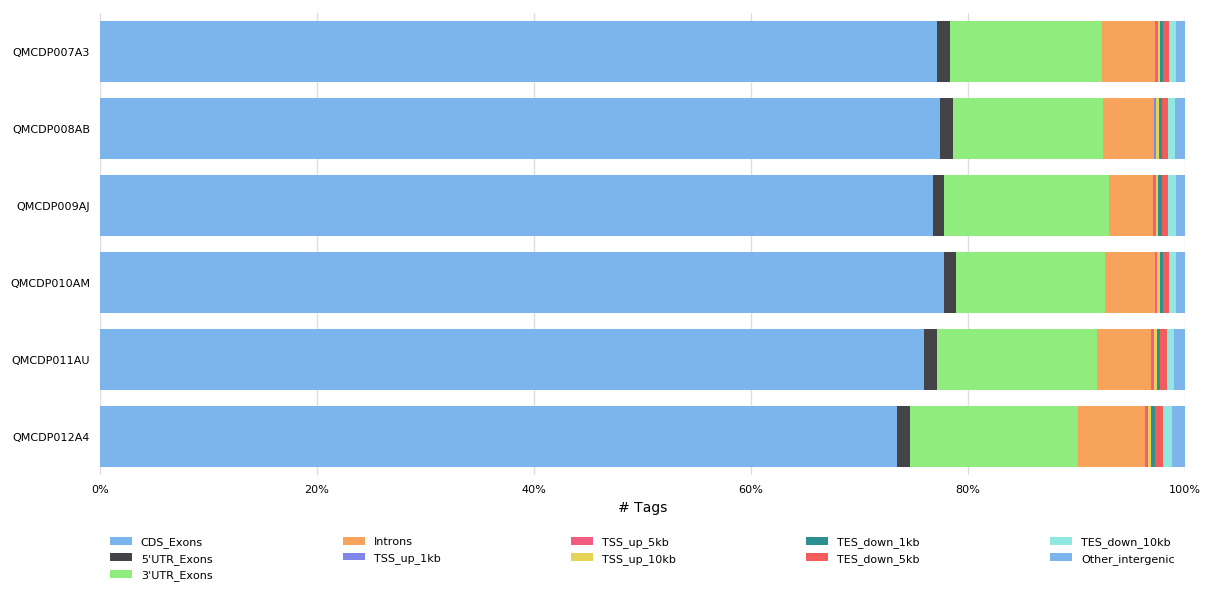 QMCDP007A3
QMCDP008AB
QMCDP009AJ
QMCDP010AM
QMCDP011AU
QMCDP012A4
0% 20% 40% 60% 80% 100%
# Tags
CDS_Exons Introns TSS_up_5kb TES_down_1kb TES_down_10kb
5'UTR_Exons TSS_up_1kb TSS_up_10kb TES_down_5kb Other_intergenic
3'UTR_Exons